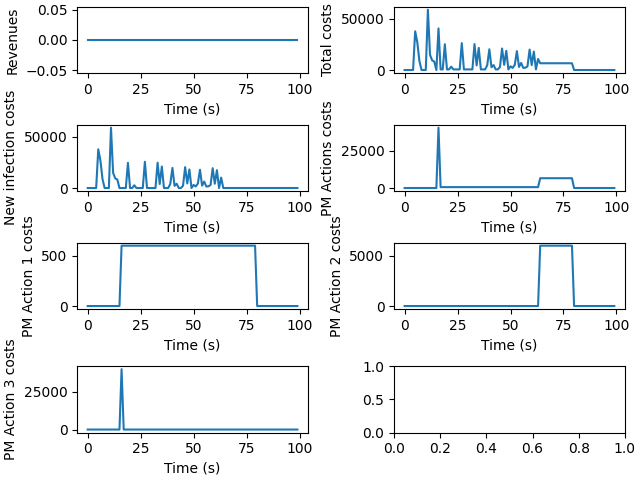 Revenues
0.05
0.00
−0.05
0 25 50 75 100
Time (s)
Total costs
50000
0
0 25 50 75 100
Time (s)
New infection costs
50000
0
0 25 50 75 100
Time (s)
PM Actions costs
25000
0
0 25 50 75 100
Time (s)
PM Action 1 costs
500
0
0 25 50 75 100
Time (s)
PM Action 2 costs
5000
0
0 25 50 75 100
Time (s)
PM Action 3 costs
25000
0
0 25 50 75 100
Time (s)
1.0
0.5
0.0
0.0 0.2 0.4 0.6 0.8 1.0